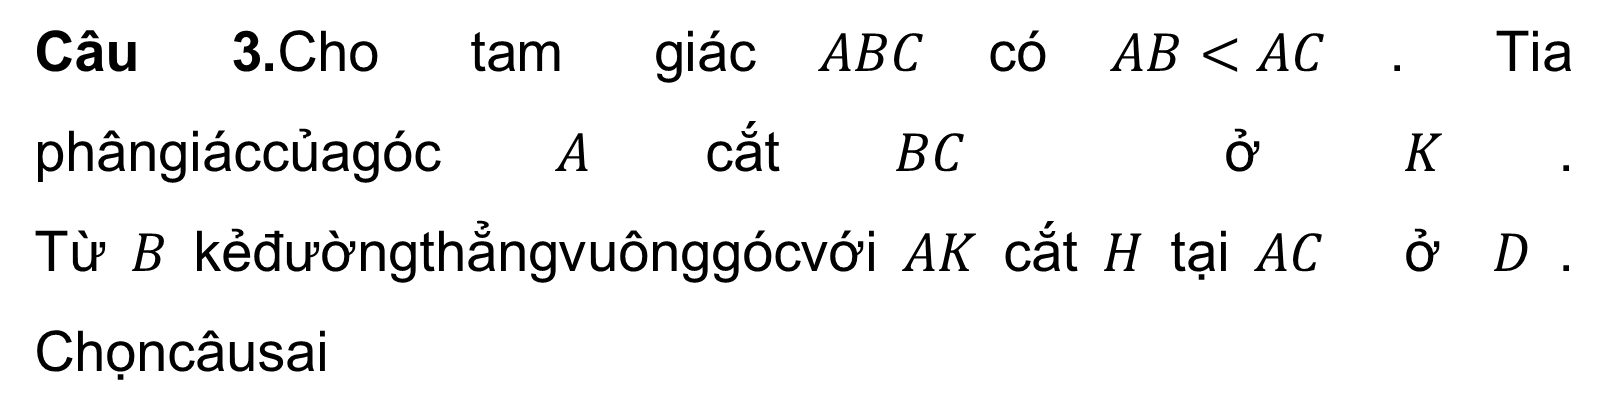 Câu 3.Cho tam giác ABC có AB < AC . Tia
phângiáccủagóc A cắt BC ở K .
Từ B kẻđườngthẳngvuônggócvới AK cắt H tại AC ở D .
Chọncâusai